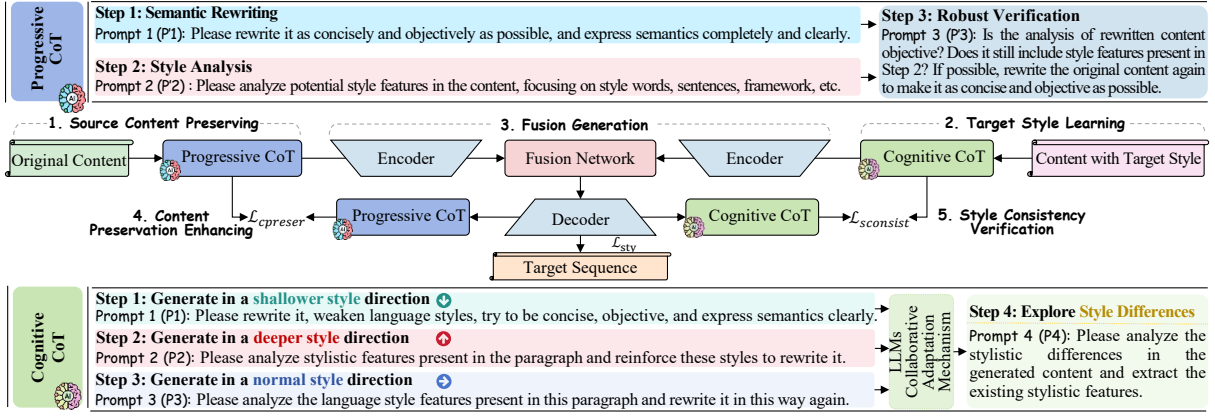 Progressive
CoT
Step 1: Semantic Rewriting
Prompt 1 (P'1): Please rewrite it as concisely and objectively as possible, and express semantics completely and clearly.
Step 2: Style Analysis
Prompt 2 (P'2) : Please analyze potential style features in the content, focusing on style words, sentences, framework, etc.
Step 3: Robust Verification
Prompt 3 (P'3): Is the analysis of rewritten content
objective? Does it still include style features present in
Step 2? If possible, rewrite the original content again
to make it as concise and objective as possible.
1. Source Content Preserving
3. Fusion Generation
2. Target Style Learning
Original Content
Progressive CoT
Encoder
Fusion Network
Encoder
Cognitive CoT
Content with Target Style
4. Content
Preservation Enhancing
ℒcpreser
Progressive CoT
Decoder
Cognitive CoT
ℒsconsist
5. Style Consistency
Verification
ℒsty
Target Sequence
Cognitive
CoT
Step 1: Generate in a shallower style direction
Prompt 1 (P1): Please rewrite it, weaken language styles, try to be concise, objective, and express semantics clearly.
Step 2: Generate in a deeper style direction
Prompt 2 (P2): Please analyze stylistic features present in the paragraph and reinforce these styles to rewrite it.
Step 3: Generate in a normal style direction
Prompt 3 (P3): Please analyze the language style features present in this paragraph and rewrite it in this way again.
LLMs
Collaborative
Adaptation
Mechanism
Step 4: Explore Style Differences
Prompt 4 (P4): Please analyze the
stylistic differences in the
generated content and extract the
existing stylistic features.